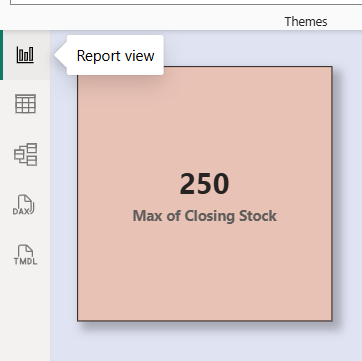 Themes
Report view
250
Max of Closing Stock
DAX
TMDL